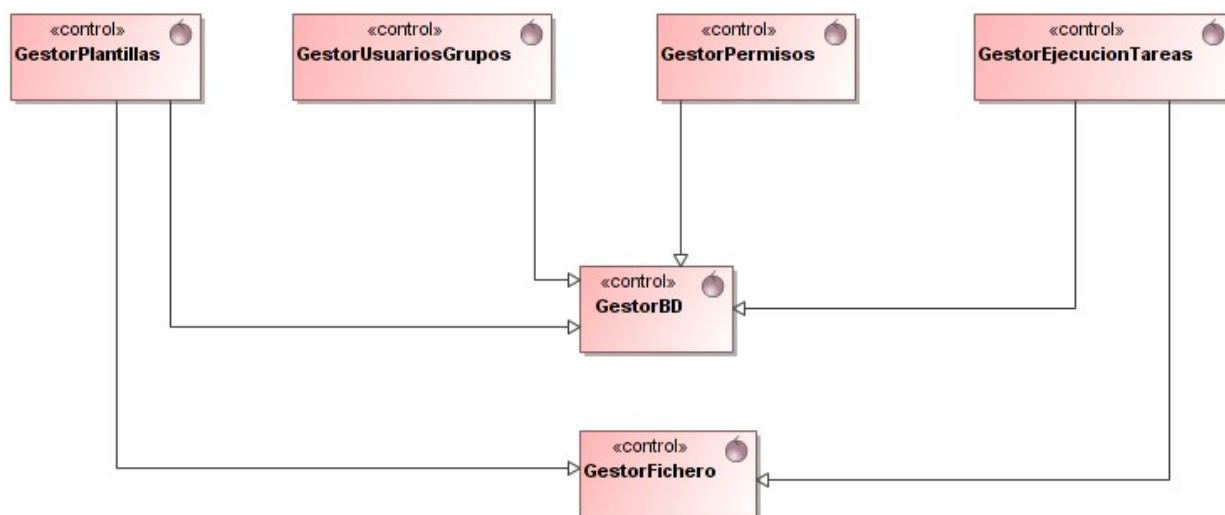 «control»
GestorPlantillas
«control»
GestorUsuariosGrupos
«control»
GestorPermisos
«control»
GestorEjecucionTareas
«control»
GestorBD
«control»
GestorFichero